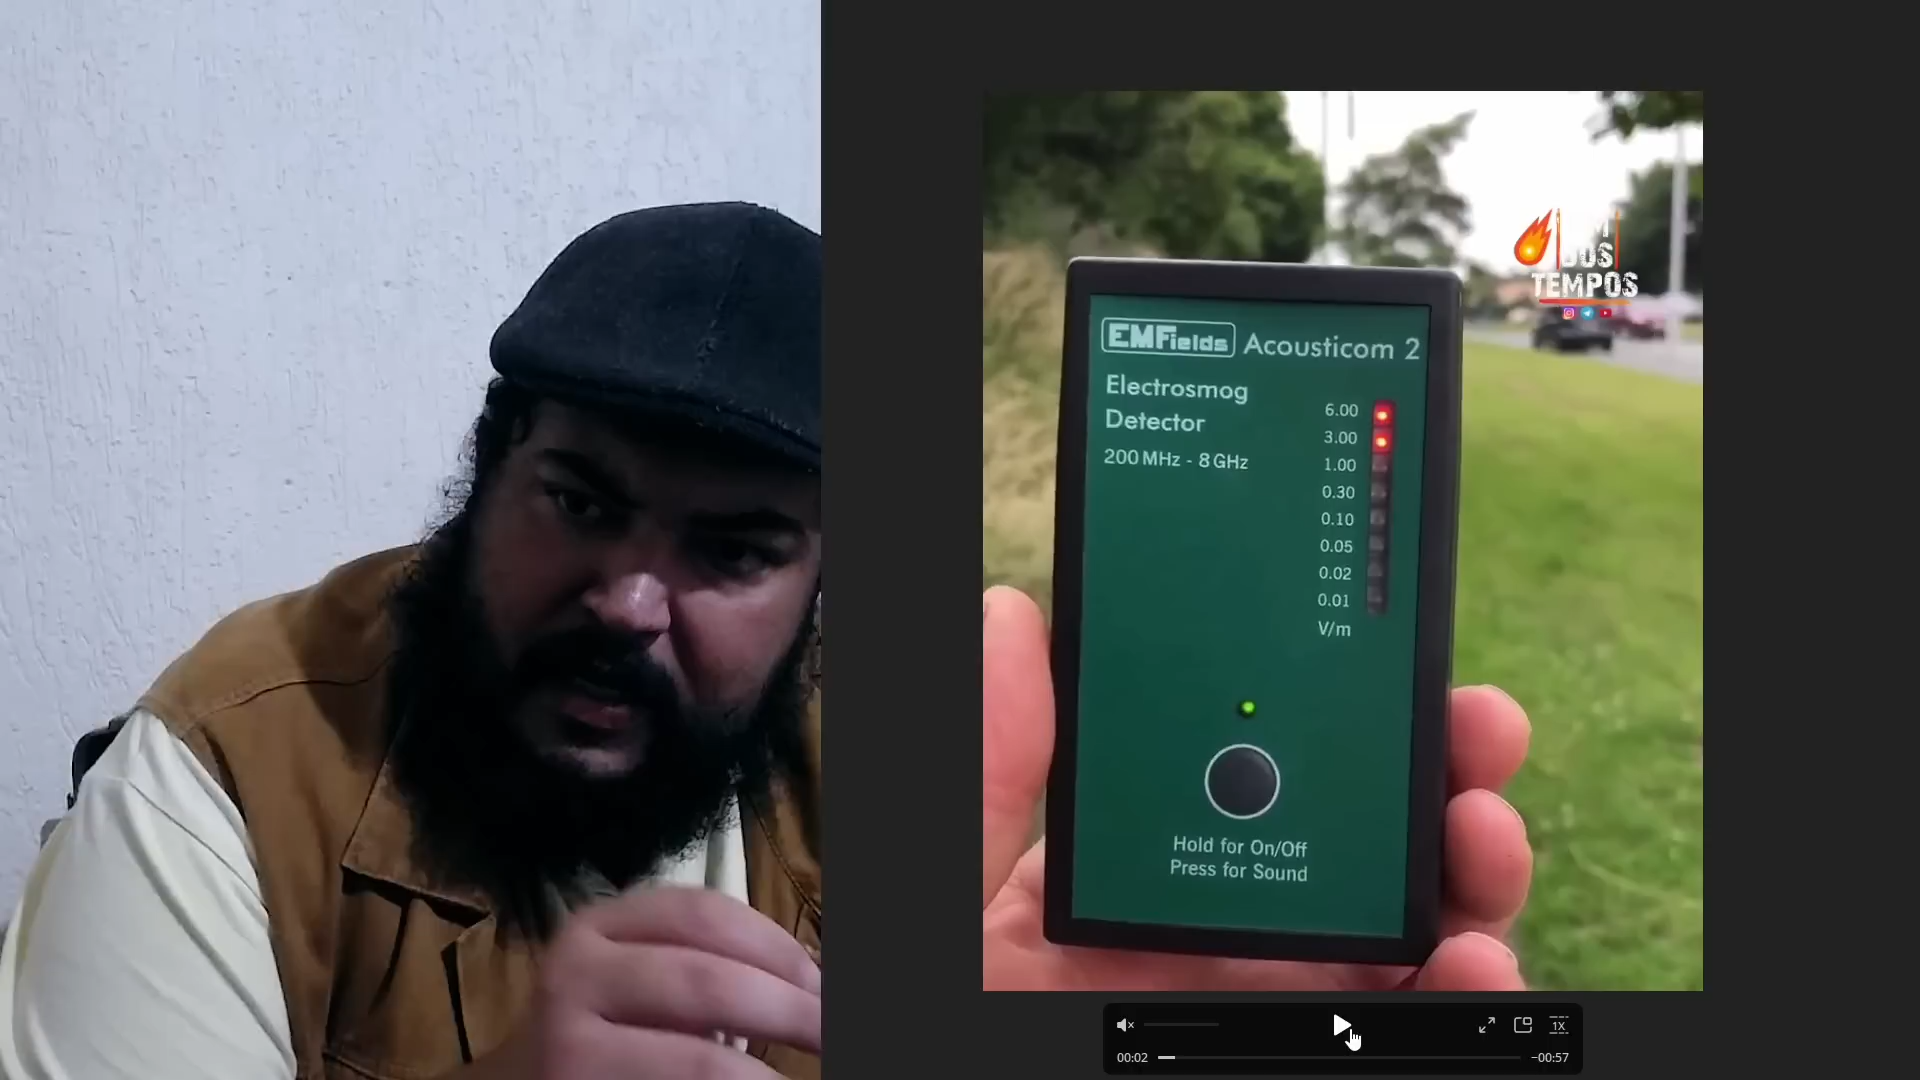 DOS
TEMPOS
EMFields Acousticom 2
Electrosmog
Detector
200 MHz - 8 GHz
6.00
3.00
1.00
0.30
0.10
0.05
0.02
0.01
V/m
Hold for On/Off
Press for Sound
1X
00:02
−00:57